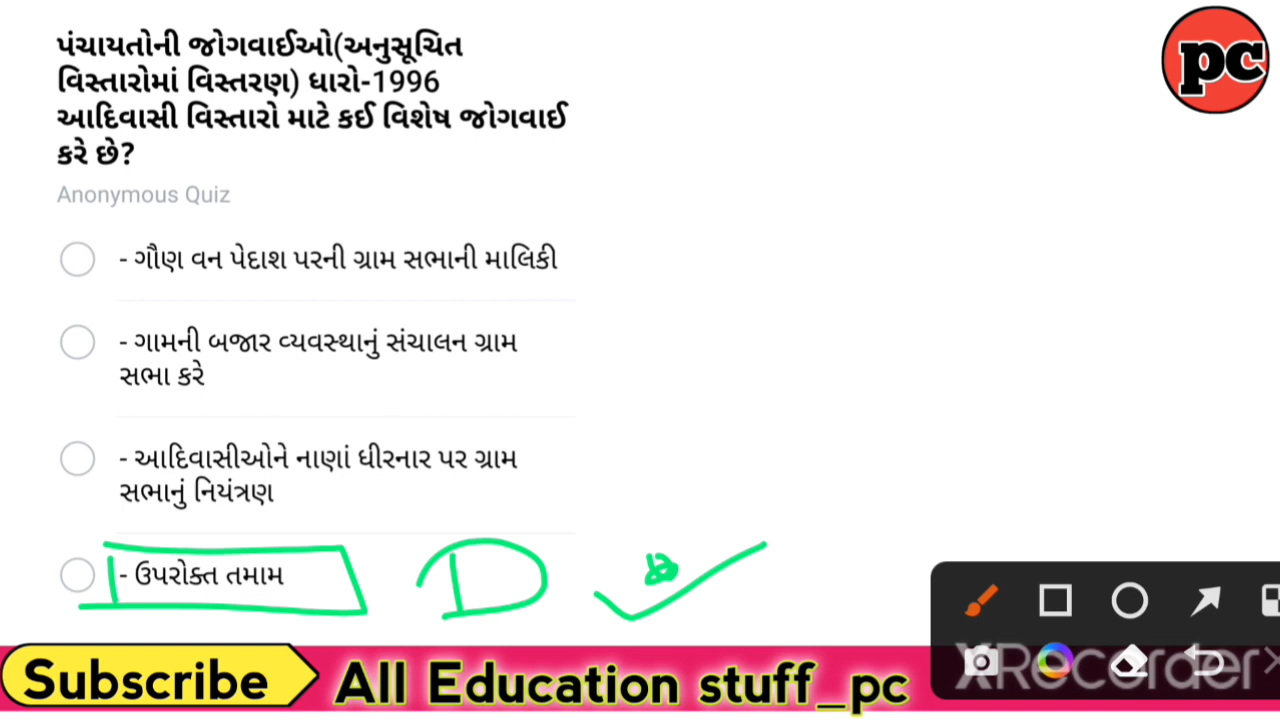 પંચાયતોની જોગવાઈઓ(અનુસૂચિત
વિસ્તારોમાં વિસ્તરણ) ધારો-1996
આદિવાસી વિસ્તારો માટે કઈ વિશેષ જોગવાઈ
કરે છે?
Anonymous Quiz
- ગૌણ વન પેદાશ પરની ગ્રામ સભાની માલિકી
- ગામની બજાર વ્યવસ્થાનું સંચાલન ગ્રામ
સભા કરે
- આદિવાસીઓને નાણાં ધીરનાર પર ગ્રામ
સભાનું નિયંત્રણ
- ઉપરોક્ત તમામ
D
pc
XRecorder
Subscribe
All Education stuff_pc